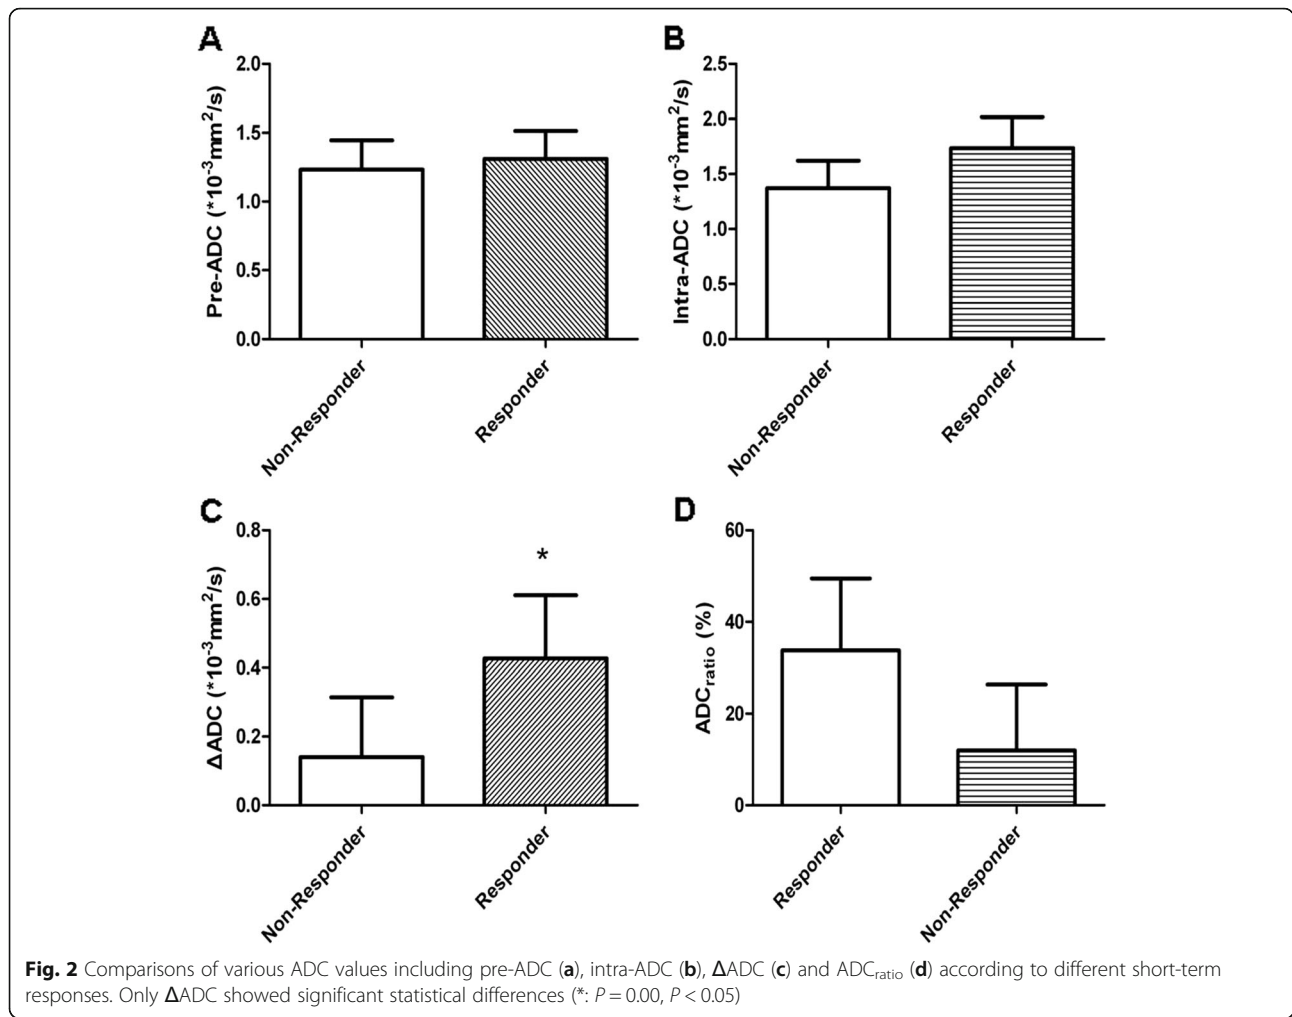 A
Pre-ADC (*10⁻³mm²/s)
2.0
1.5
1.0
0.5
0.0
Non-Responder
Responder
B
Intra-ADC (*10⁻³mm²/s)
2.5
2.0
1.5
1.0
0.5
0.0
Non-Responder
Responder
C
ΔADC (*10⁻³mm²/s)
0.8
0.6
0.4
0.2
0.0
*
Non-Responder
Responder
D
ADCratio (%)
60
40
20
0
Responder
Non-Responder
Fig. 2 Comparisons of various ADC values including pre-ADC (a), intra-ADC (b), ΔADC (c) and ADCratio (d) according to different short-term
responses. Only ΔADC showed significant statistical differences (*: P = 0.00, P < 0.05)